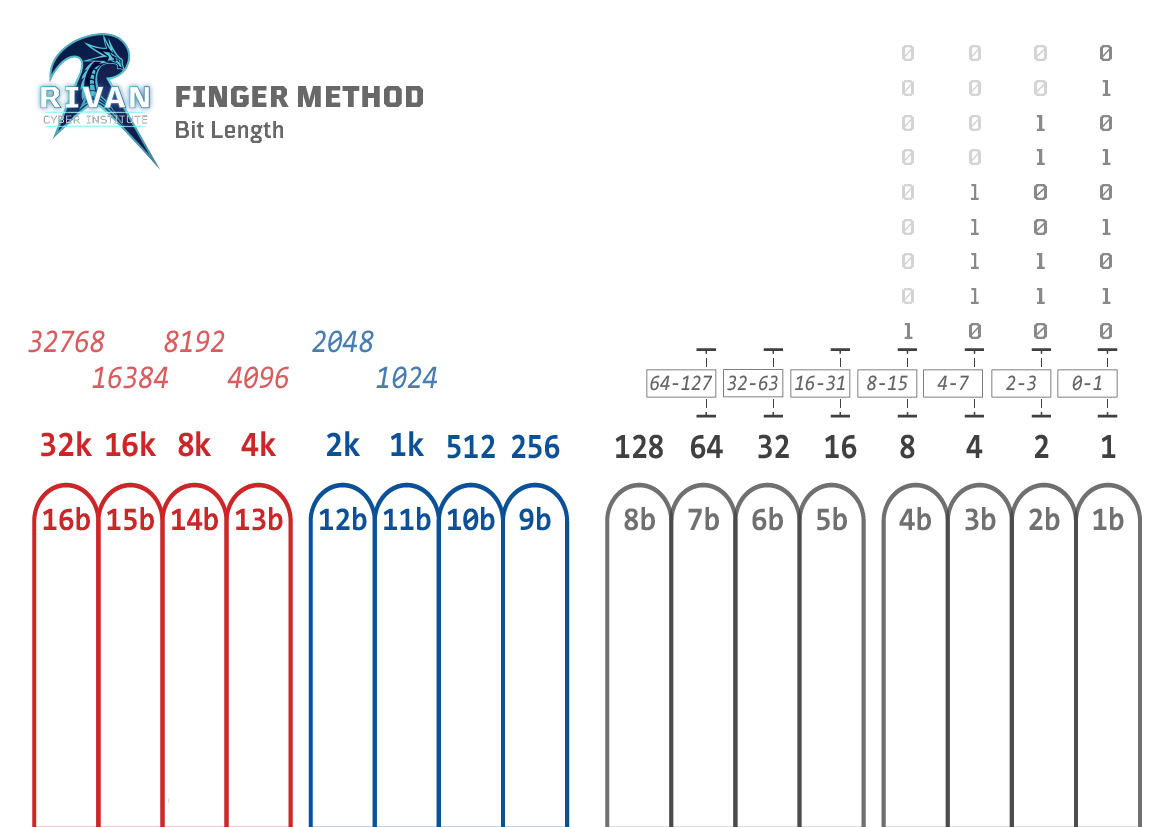 RIVAN
CYBER INSTITUTE
FINGER METHOD
Bit Length
0 0 0 0
0 0 0 1
0 0 1 0
0 0 1 1
0 1 0 0
0 1 0 1
0 1 1 0
0 1 1 1
1 0 0 0
32768 8192 2048
16384 4096 1024
64-127 32-63 16-31 8-15 4-7 2-3 0-1
32k 16k 8k 4k 2k 1k 512 256 128 64 32 16 8 4 2 1
16b 15b 14b 13b 12b 11b 10b 9b 8b 7b 6b 5b 4b 3b 2b 1b